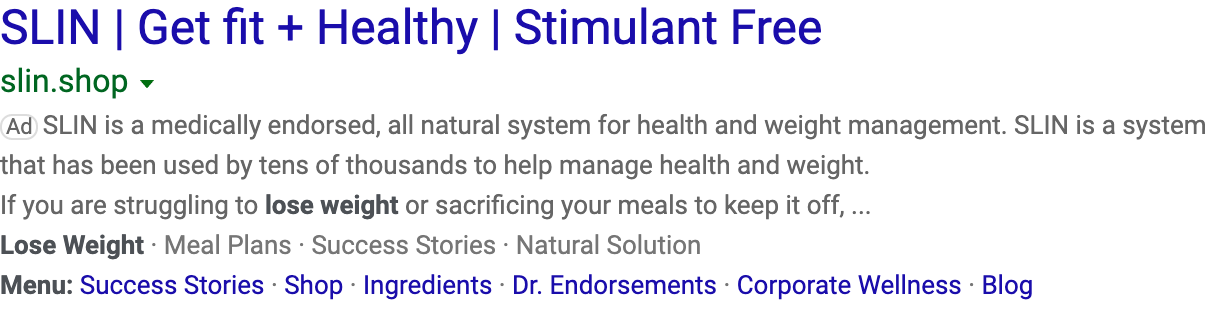 SLIN | Get fit + Healthy | Stimulant Free
slin.shop
Ad SLIN is a medically endorsed, all natural system for health and weight management. SLIN is a system
that has been used by tens of thousands to help manage health and weight.
If you are struggling to lose weight or sacrificing your meals to keep it off, ...
Lose Weight · Meal Plans · Success Stories · Natural Solution
Menu: Success Stories · Shop · Ingredients · Dr. Endorsements · Corporate Wellness · Blog